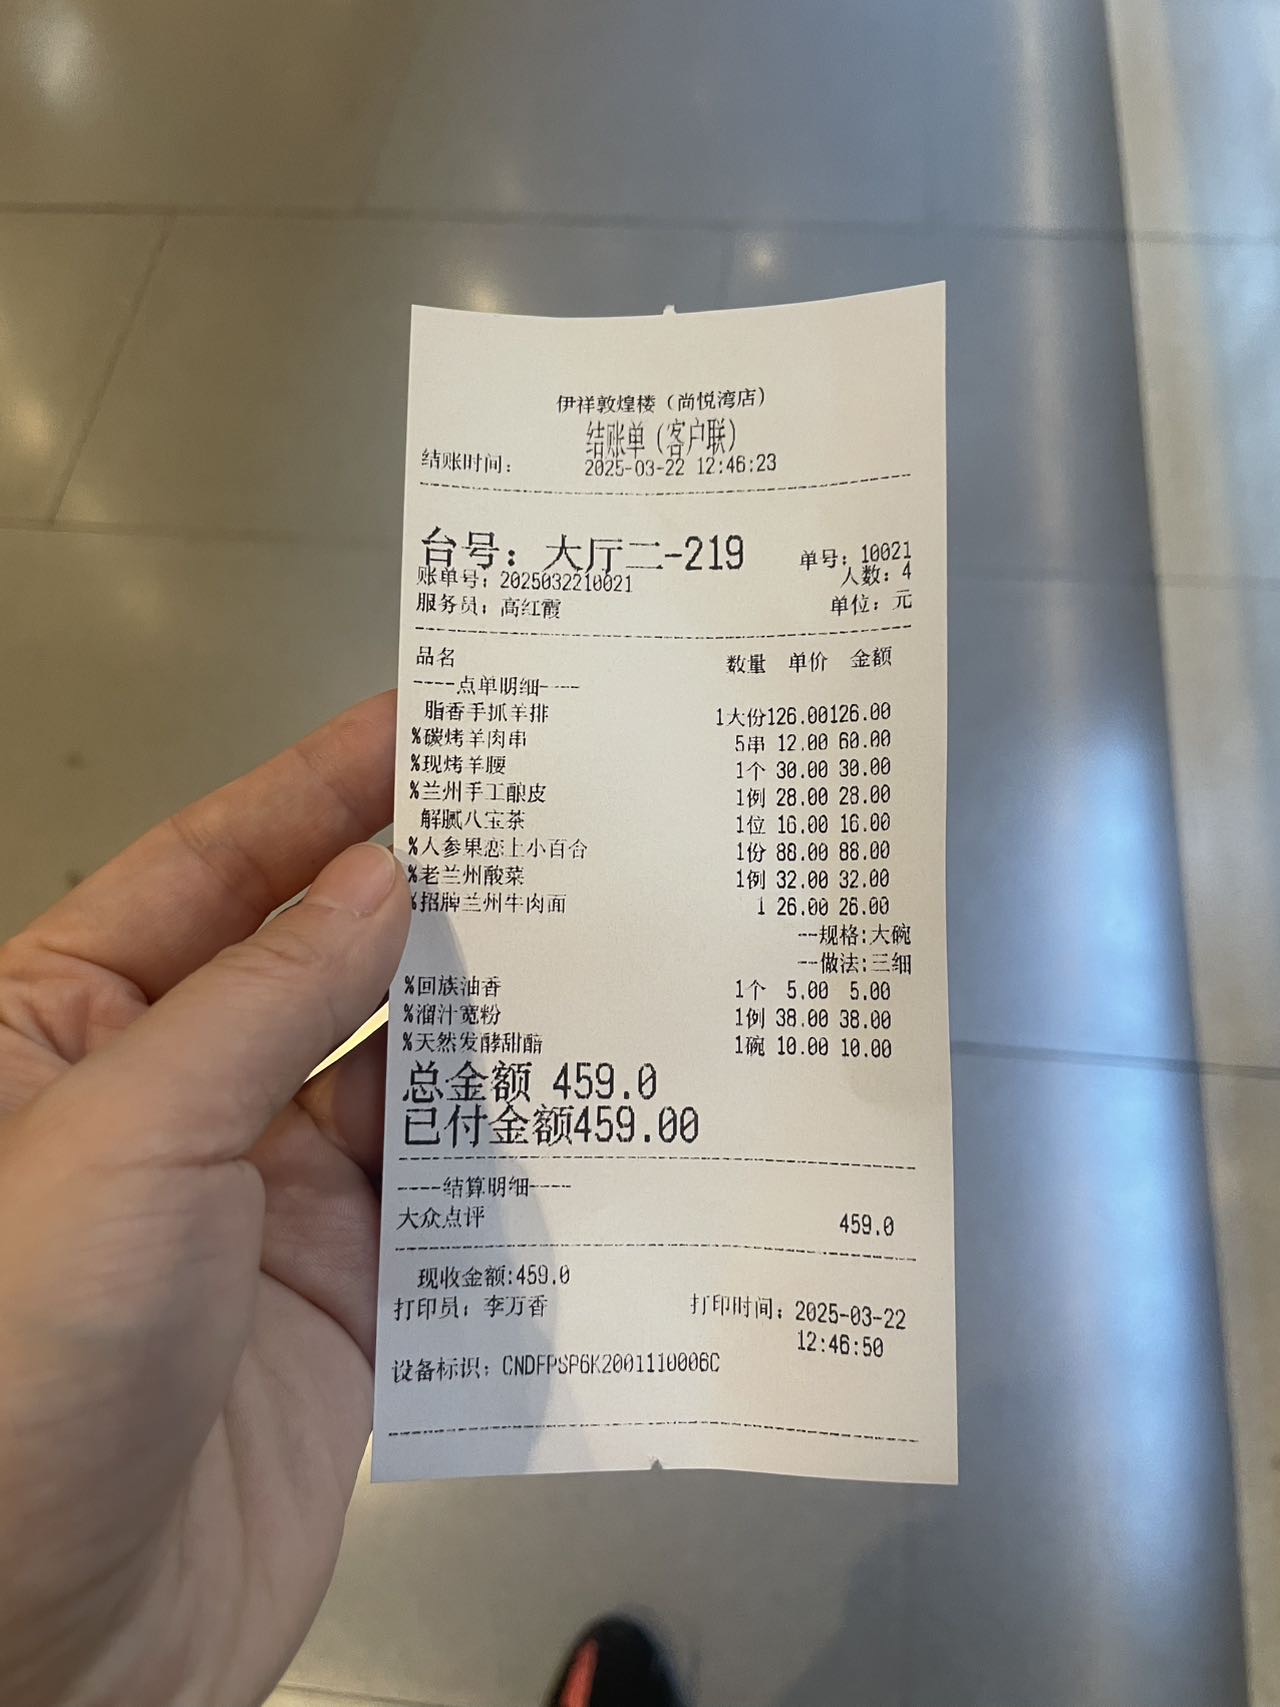 伊祥敦煌楼（尚悦湾店）
结账单（客户联）
结账时间： 2025-03-22 12:46:23
台号：大厅二-219 单号：10021
账单号：2025032210021 人数：4
服务员：高红霞 单位：元
品名 数量 单价 金额
----点单明细----
脂香手抓羊排 1大份126.00126.00
%碳烤羊肉串 5串 12.00 60.00
%现烤羊腰 1个 30.00 30.00
%兰州手工酿皮 1例 28.00 28.00
解腻八宝茶 1位 16.00 16.00
%人参果恋上小百合 1份 88.00 88.00
%老兰州酸菜 1例 32.00 32.00
%招牌兰州牛肉面 1 26.00 26.00
--规格:大碗
--做法:三细
%回族油香 1个 5.00 5.00
%溜汁宽粉 1例 38.00 38.00
%天然发酵甜醅 1碗 10.00 10.00
总金额 459.0
已付金额459.00
----结算明细----
大众点评 459.0
现收金额:459.0
打印员：李万香 打印时间：2025-03-22
12:46:50
设备标识：CNDFPSP6K2001110006C